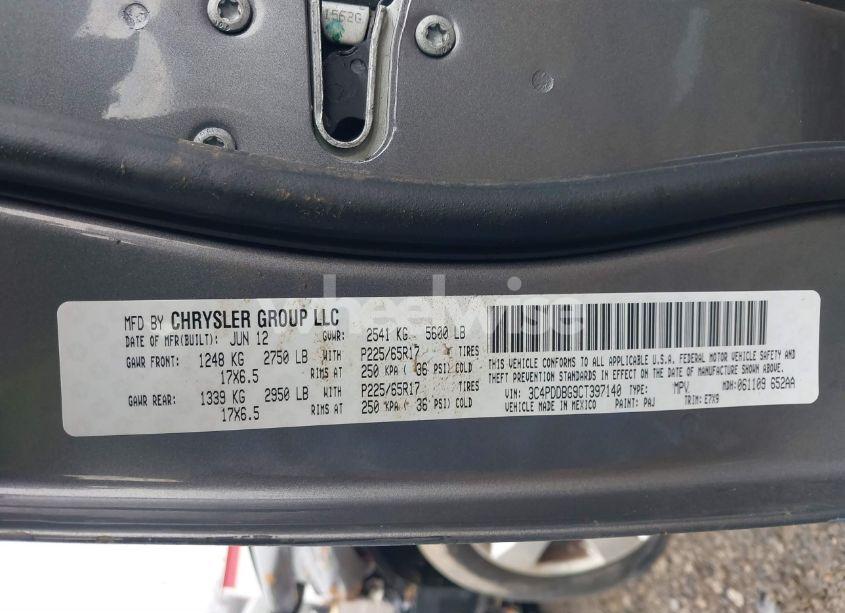 1562G
wheelwise
MFD BY CHRYSLER GROUP LLC
DATE OF MFR(BUILT): JUN 12 GVWR: 2541 KG 5600 LB
GAWR FRONT: 1248 KG 2750 LB WITH P225/65R17 TIRES
17X6.5 RIMS AT 250 KPA ( 36 PSI) COLD
GAWR REAR: 1339 KG 2950 LB WITH P225/65R17 TIRES
17X6.5 RIMS AT 250 KPA ( 36 PSI) COLD
THIS VEHICLE CONFORMS TO ALL APPLICABLE U.S.A. FEDERAL MOTOR VEHICLE SAFETY AND
THEFT PREVENTION STANDARDS IN EFFECT ON THE DATE OF MANUFACTURE SHOWN ABOVE.
VIN: 3C4PDDBG9CT397140 TYPE: MPV MDH: 061109 652AA
VEHICLE MADE IN MEXICO PAINT: PAJ TRIM: E7X9